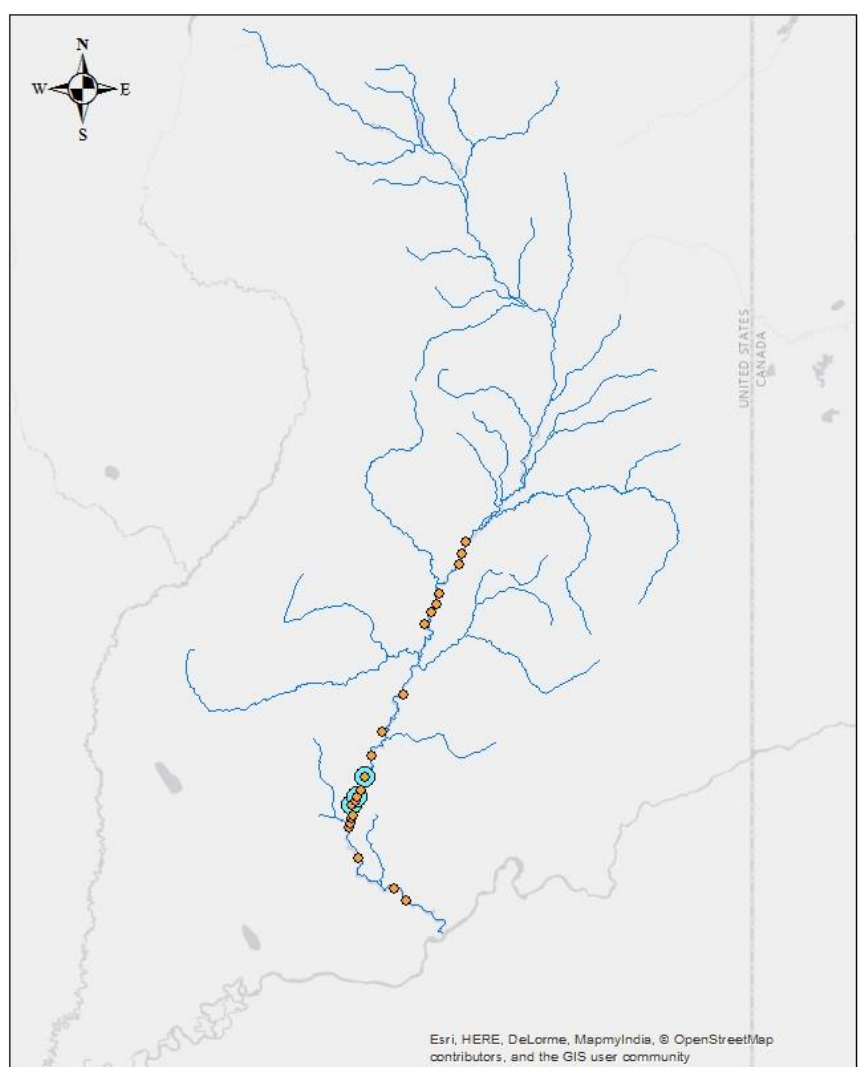 N
W E
S
UNITED STATES
CANADA
Esri, HERE, DeLorme, MapmyIndia, © OpenStreetMap
contributors, and the GIS user community